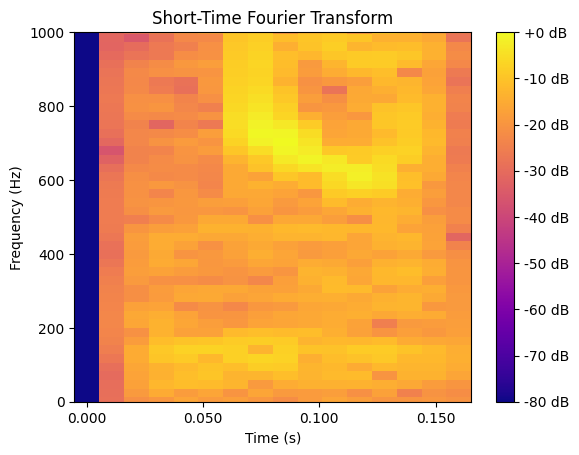 Short-Time Fourier Transform
1000
800
600
400
200
0
Frequency (Hz)
0.000
0.050
0.100
0.150
Time (s)
+0 dB
-10 dB
-20 dB
-30 dB
-40 dB
-50 dB
-60 dB
-70 dB
-80 dB